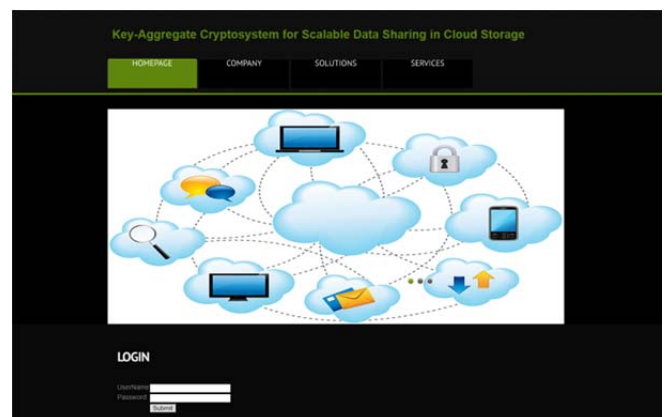 Key-Aggregate Cryptosystem for Scalable Data Sharing in Cloud Storage
HOMEPAGE COMPANY SOLUTIONS SERVICES
LOGIN
UserName
Password
Submit